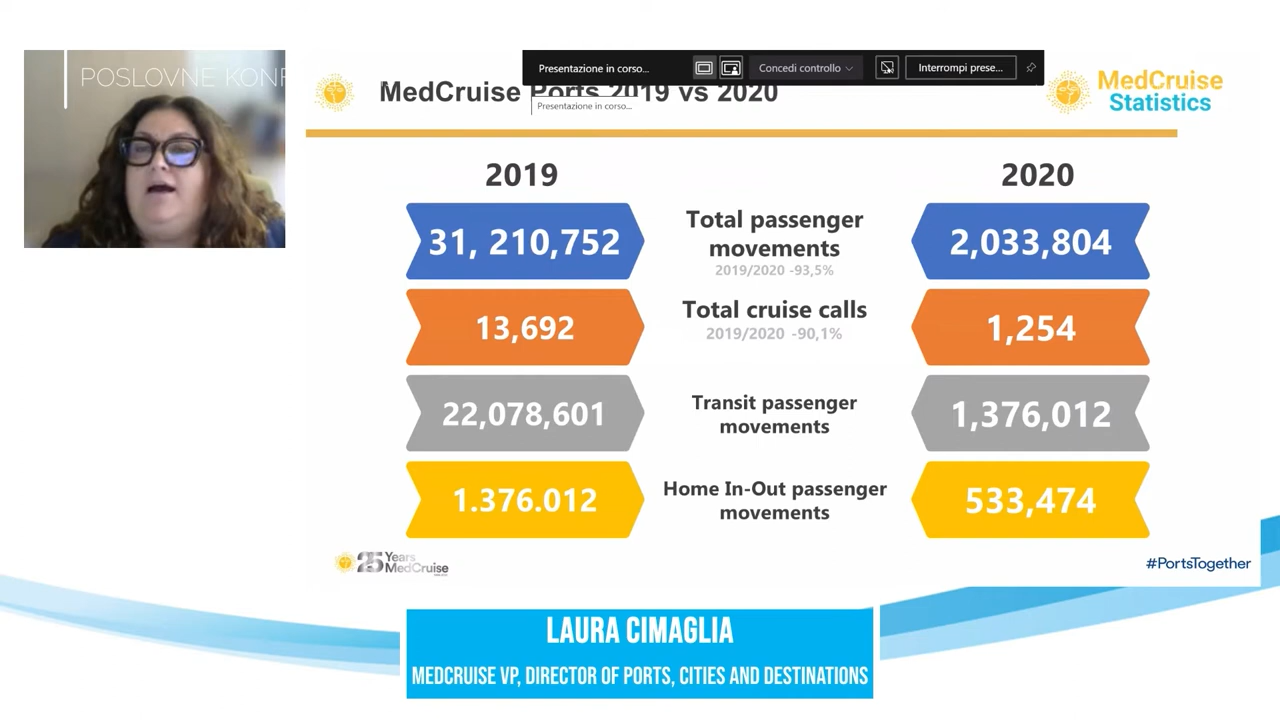 POSLOVNE KONF
Presentazione in corso...
Concedi controllo
Interrompi prese...
MedCruise Ports 2019 vs 2020
Presentazione in corso...
MedCruise
Statistics
2019
2020
31, 210,752
Total passenger
movements
2019/2020 -93,5%
2,033,804
13,692
Total cruise calls
2019/2020 -90,1%
1,254
22,078,601
Transit passenger
movements
1,376,012
1.376.012
Home In-Out passenger
movements
533,474
25 Years
MedCruise
#PortsTogether
LAURA CIMAGLIA
MEDCRUISE VP, DIRECTOR OF PORTS, CITIES AND DESTINATIONS